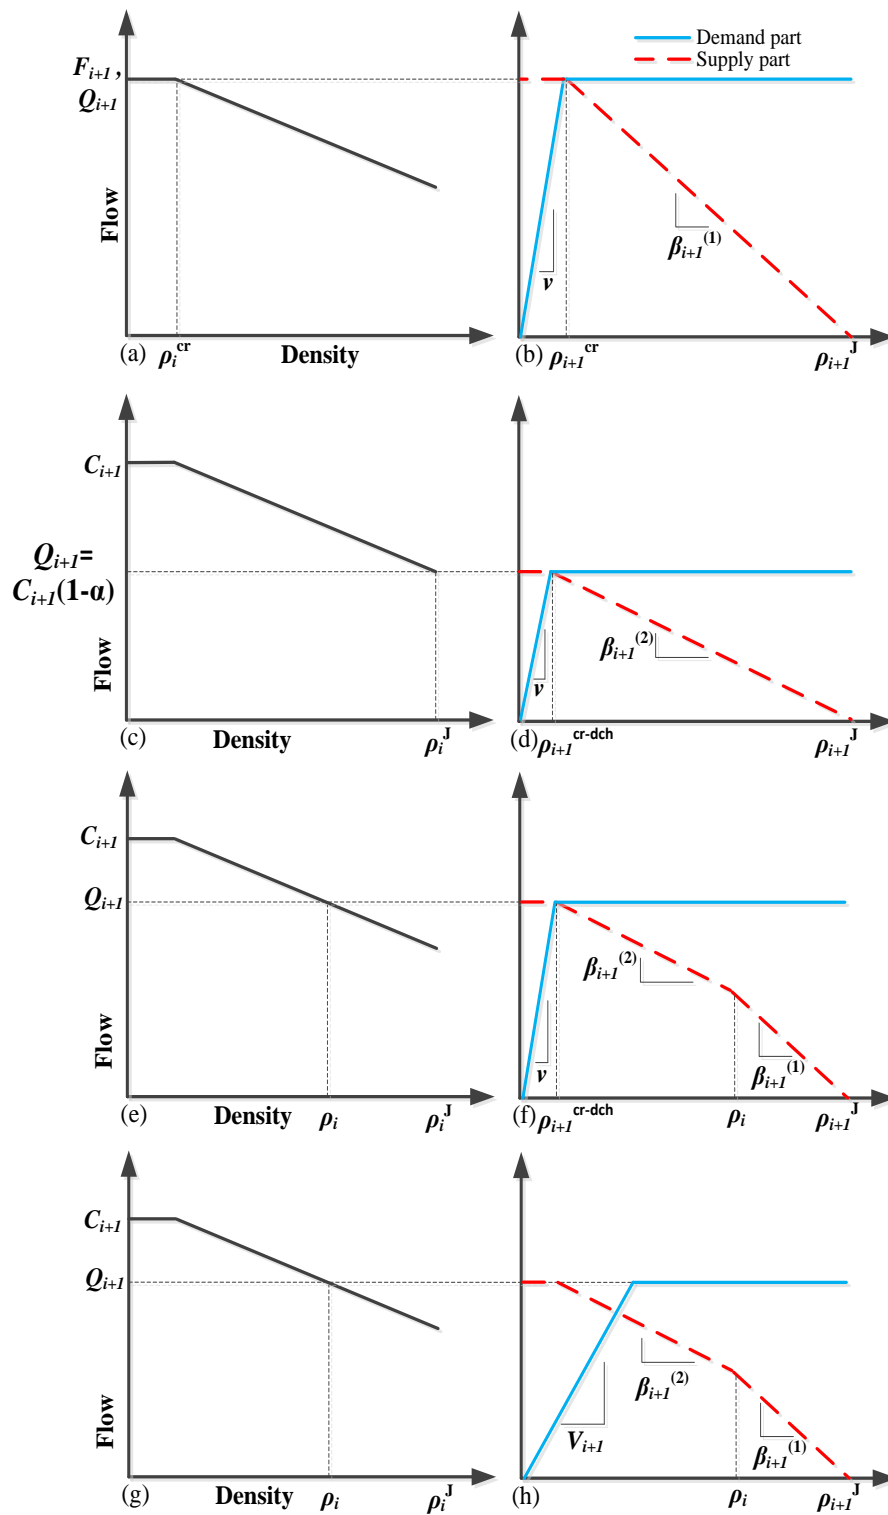 Demand part
Supply part
F_{i+1},
Q_{i+1}
Flow
β_{i+1}^{(1)}
v
(a) ρ_i^{cr} Density
(b) ρ_{i+1}^{cr} ρ_{i+1}^{J}
C_{i+1}
Q_{i+1}=
C_{i+1}(1-α)
Flow
β_{i+1}^{(2)}
v
(c) Density ρ_i^{J}
(d) ρ_{i+1}^{cr-dch} ρ_{i+1}^{J}
C_{i+1}
Q_{i+1}
Flow
β_{i+1}^{(2)}
v
β_{i+1}^{(1)}
(e) Density ρ_i ρ_i^{J}
(f) ρ_{i+1}^{cr-dch} ρ_i ρ_{i+1}^{J}
C_{i+1}
Q_{i+1}
Flow
β_{i+1}^{(2)}
V_{i+1}
β_{i+1}^{(1)}
(g) Density ρ_i ρ_i^{J}
(h) ρ_i ρ_{i+1}^{J}